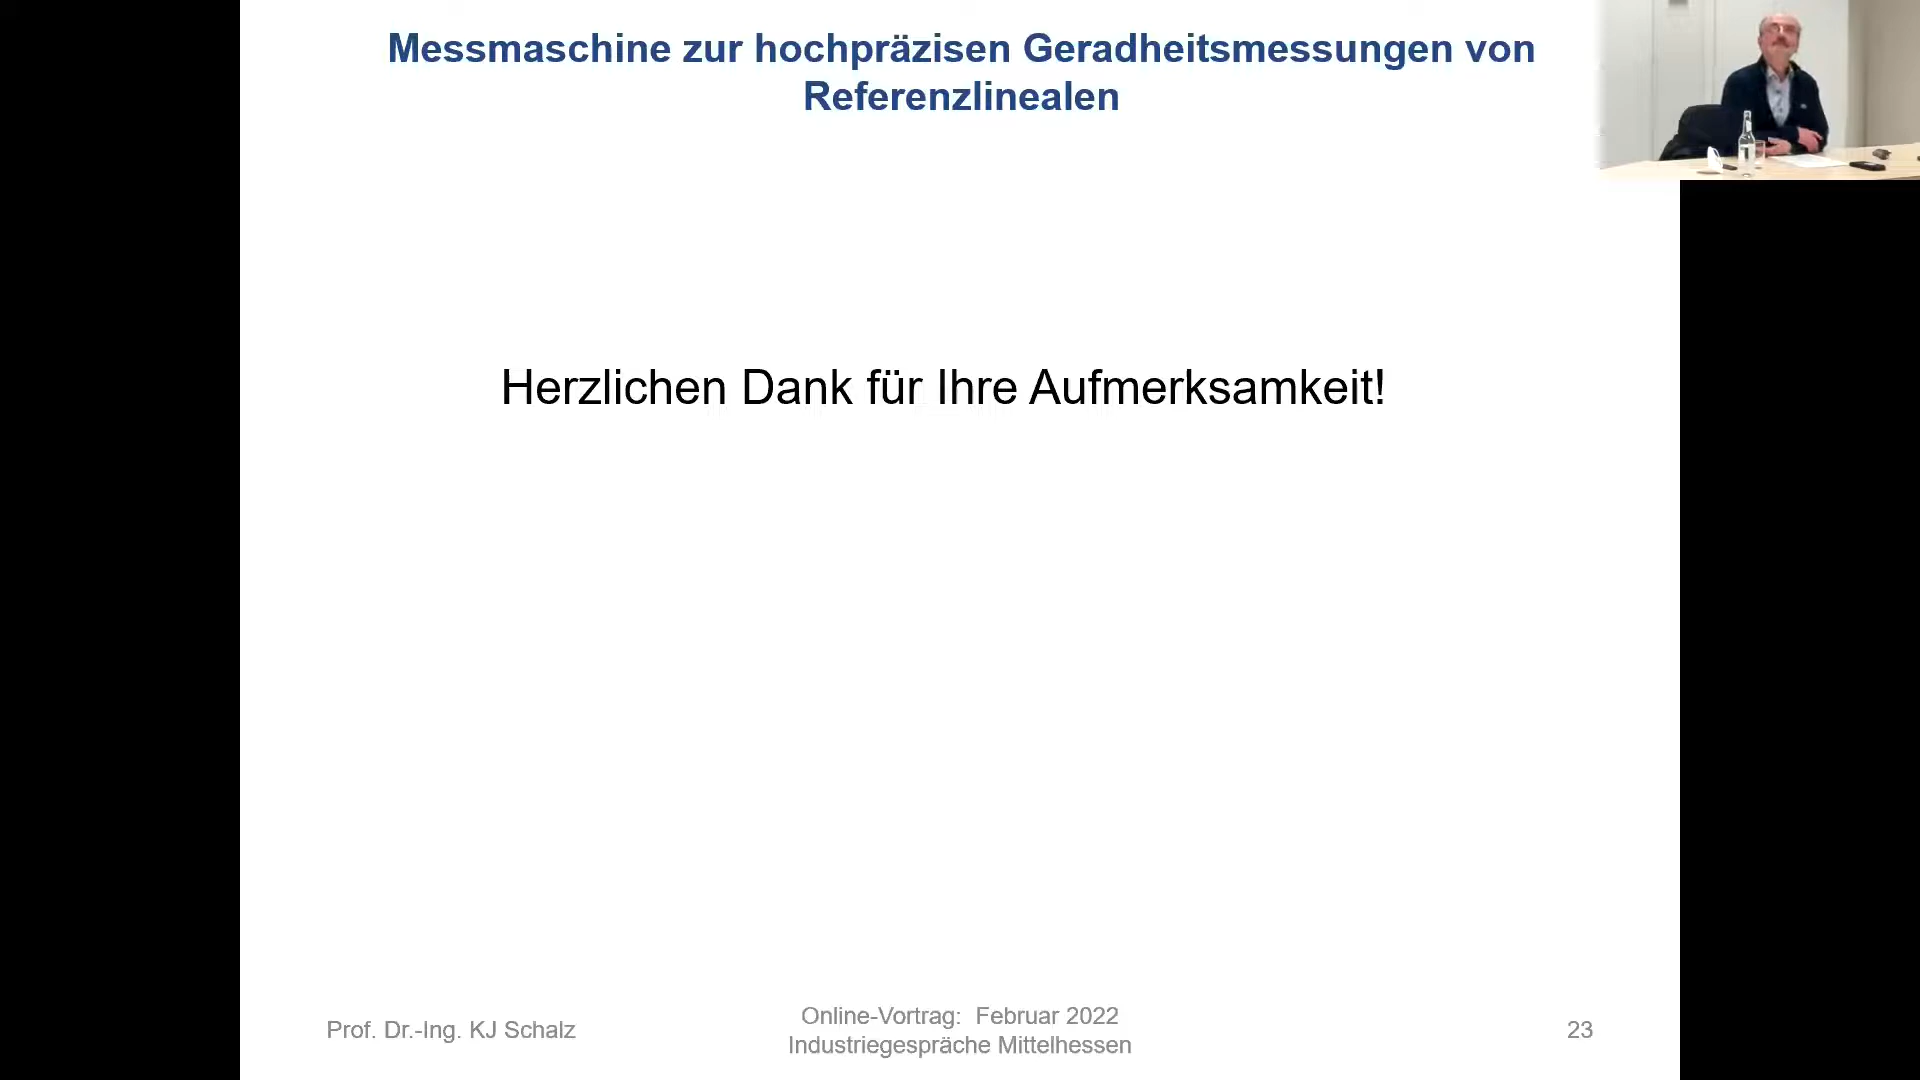 Messmaschine zur hochpräzisen Geradheitsmessungen von
Referenzlinealen
Herzlichen Dank für Ihre Aufmerksamkeit!
Prof. Dr.-Ing. KJ Schalz
Online-Vortrag:  Februar 2022
Industriegespräche Mittelhessen
23